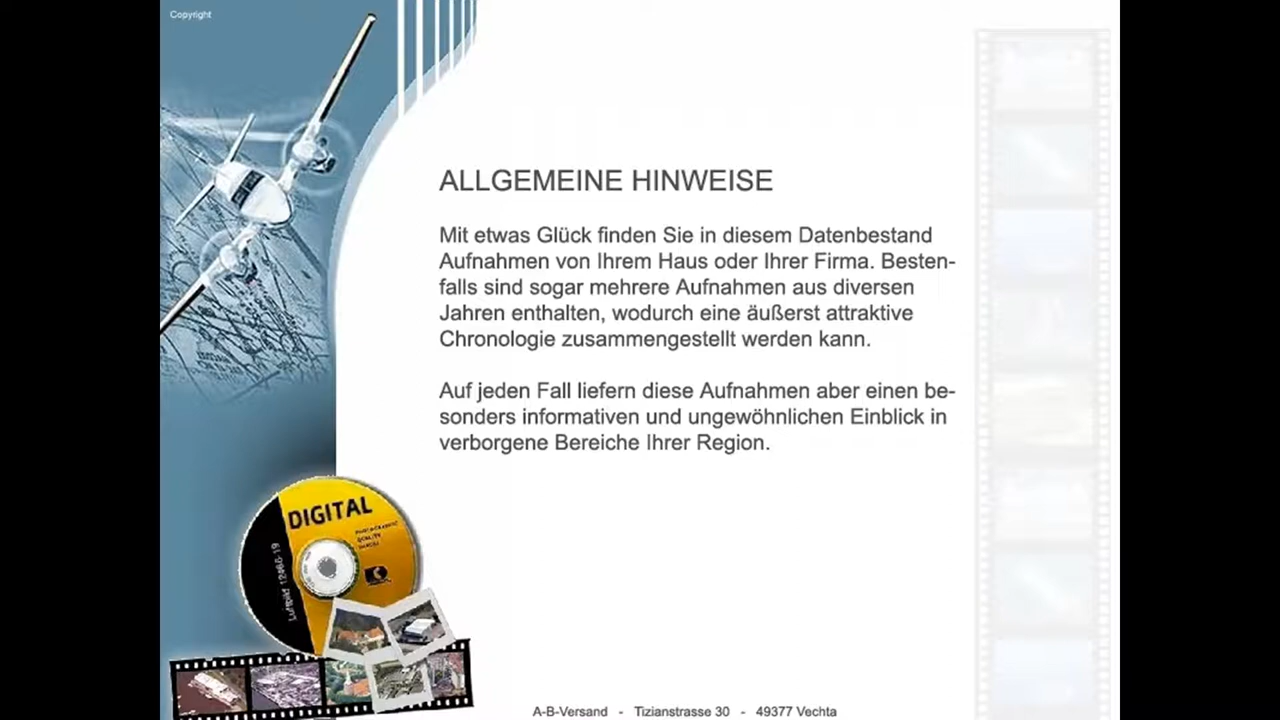 Copyright
ALLGEMEINE HINWEISE
Mit etwas Glück finden Sie in diesem Datenbestand
Aufnahmen von Ihrem Haus oder Ihrer Firma. Besten-
falls sind sogar mehrere Aufnahmen aus diversen
Jahren enthalten, wodurch eine äußerst attraktive
Chronologie zusammengestellt werden kann.
Auf jeden Fall liefern diese Aufnahmen aber einen be-
sonders informativen und ungewöhnlichen Einblick in
verborgene Bereiche Ihrer Region.
DIGITAL
A-B-Versand - Tizianstrasse 30 - 49377 Vechta